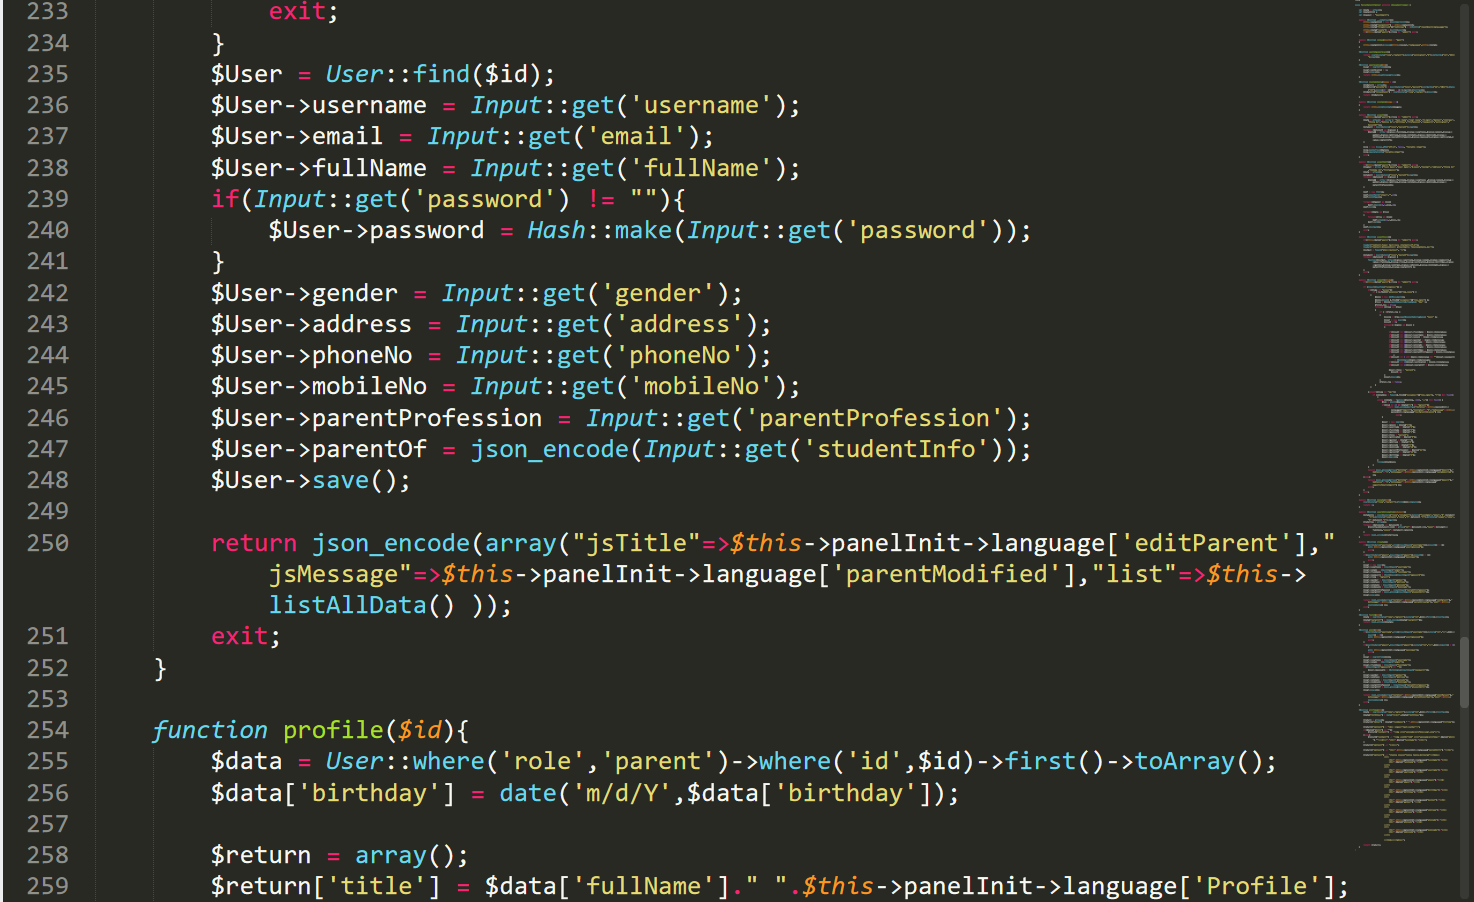 233 exit;
234 }
235 $User = User::find($id);
236 $User->username = Input::get('username');
237 $User->email = Input::get('email');
238 $User->fullName = Input::get('fullName');
239 if(Input::get('password') != ""){
240 $User->password = Hash::make(Input::get('password'));
241 }
242 $User->gender = Input::get('gender');
243 $User->address = Input::get('address');
244 $User->phoneNo = Input::get('phoneNo');
245 $User->mobileNo = Input::get('mobileNo');
246 $User->parentProfession = Input::get('parentProfession');
247 $User->parentOf = json_encode(Input::get('studentInfo'));
248 $User->save();
249
250 return json_encode(array("jsTitle"=>$this->panelInit->language['editParent'],"
jsMessage"=>$this->panelInit->language['parentModified'],"list"=>$this->
listAllData() ));
251 exit;
252 }
253
254 function profile($id){
255 $data = User::where('role','parent')->where('id',$id)->first()->toArray();
256 $data['birthday'] = date('m/d/Y',$data['birthday']);
257
258 $return = array();
259 $return['title'] = $data['fullName']." ".$this->panelInit->language['Profile'];